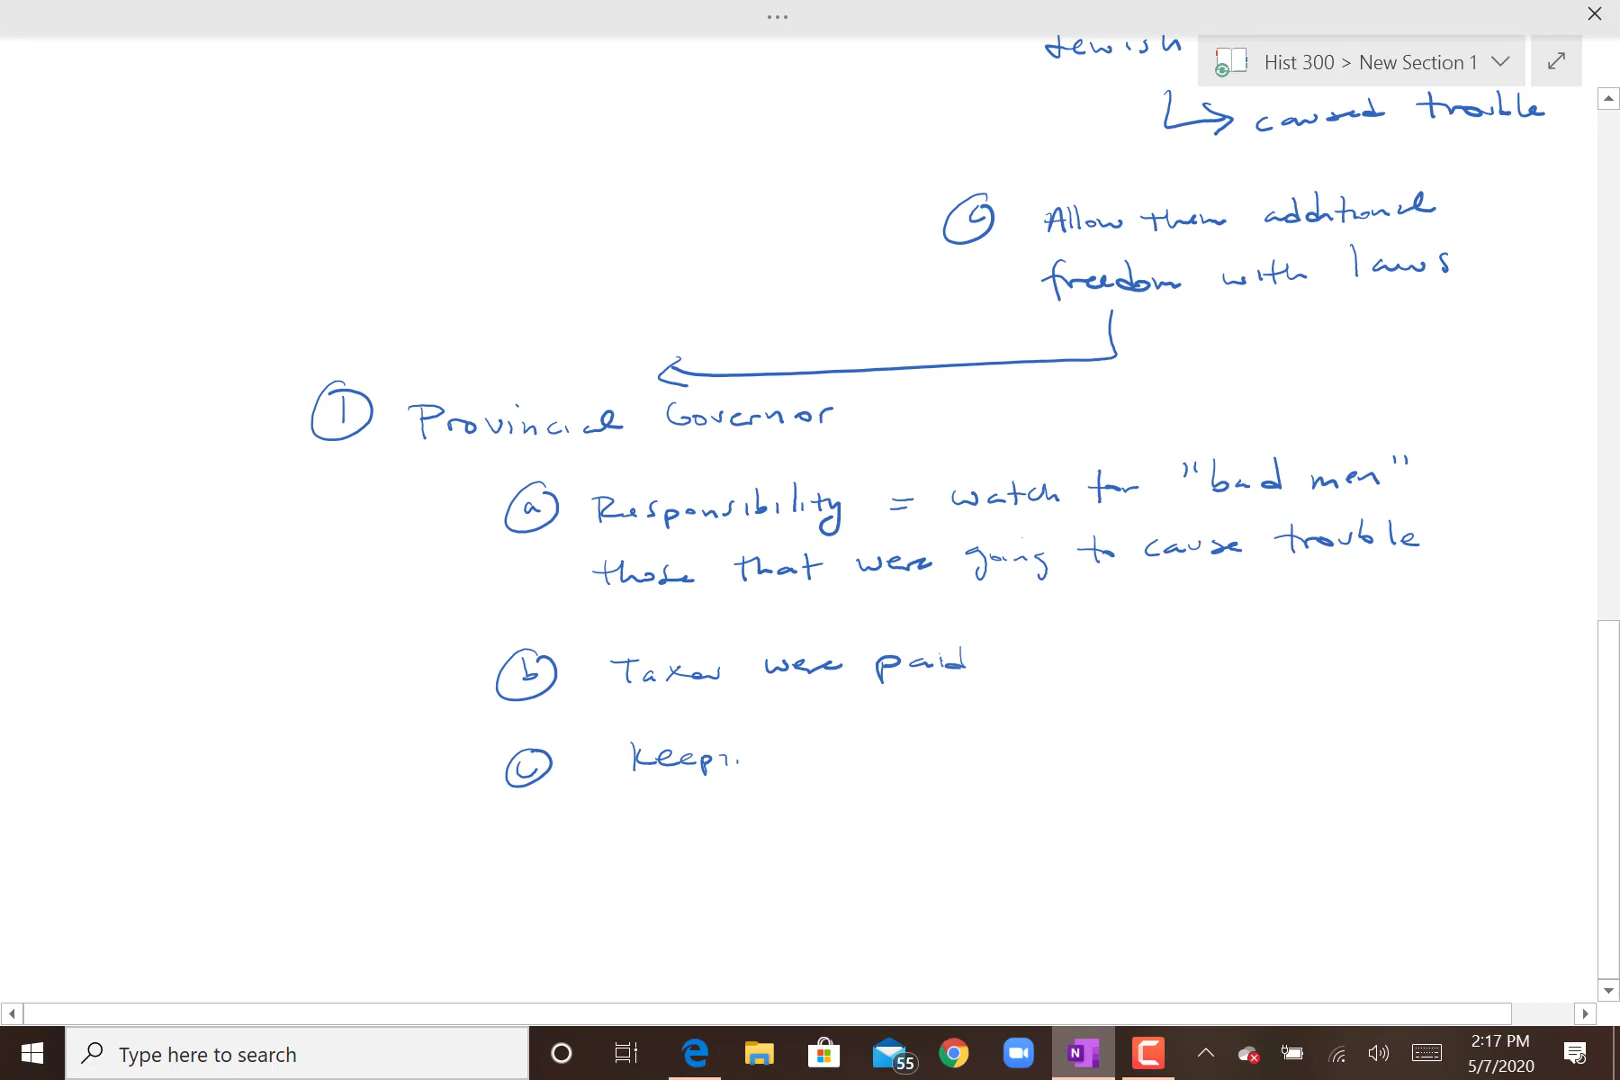 Jewish
Hist 300 > New Section 1
caused trouble
c Allow them additional
freedom with laws
1 Provincial Governor
a Responsibility = watch for "bad men"
those that were going to cause trouble
b Taxes were paid
c Keepi
Type here to search
55
2:17 PM
5/7/2020